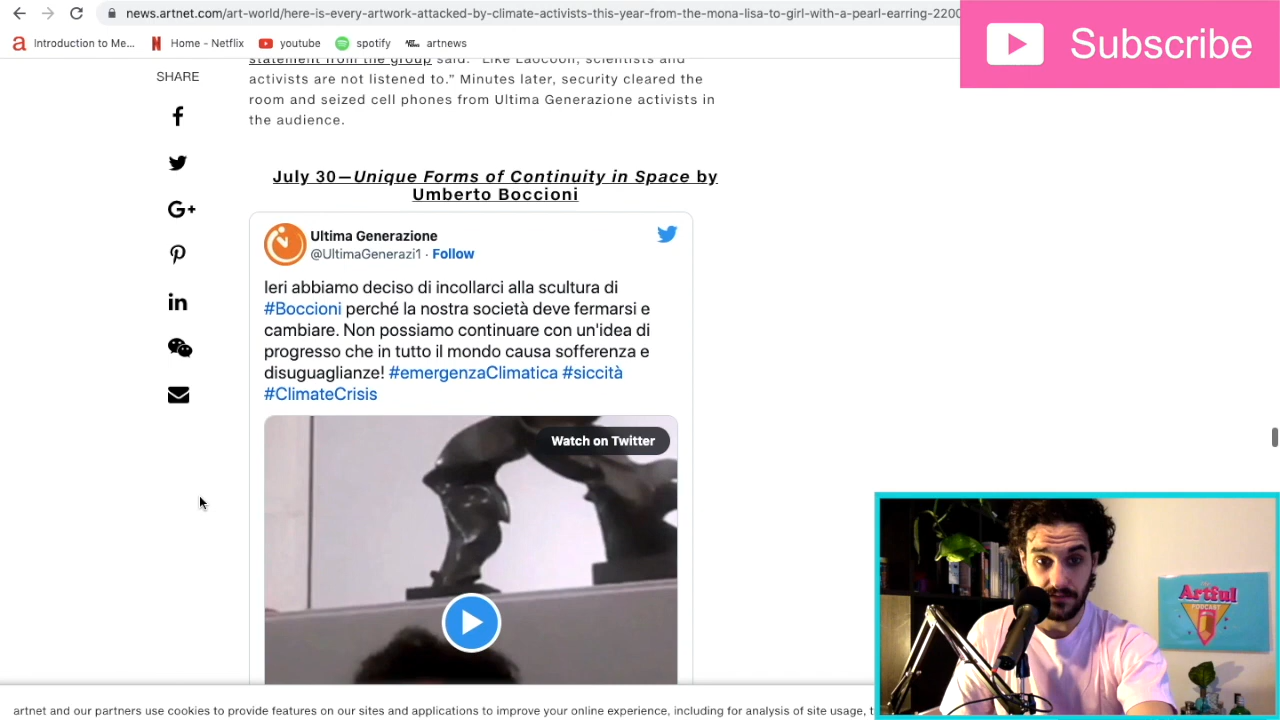 news.artnet.com/art-world/here-is-every-artwork-attacked-by-climate-activists-this-year-from-the-mona-lisa-to-girl-with-a-pearl-earring-2200
Introduction to Me...
Home - Netflix
youtube
spotify
artnews
Subscribe
SHARE
statement from the group said. "Like Laocoön, scientists and
activists are not listened to." Minutes later, security cleared the
room and seized cell phones from Ultima Generazione activists in
the audience.
July 30—Unique Forms of Continuity in Space by
Umberto Boccioni
Ultima Generazione
@UltimaGenerazi1 · Follow
Ieri abbiamo deciso di incollarci alla scultura di
#Boccioni perché la nostra società deve fermarsi e
cambiare. Non possiamo continuare con un'idea di
progresso che in tutto il mondo causa sofferenza e
disuguaglianze! #emergenzaClimatica #siccità
#ClimateCrisis
Watch on Twitter
Artful
PODCAST
artnet and our partners use cookies to provide features on our sites and applications to improve your online experience, including for analysis of site usage,